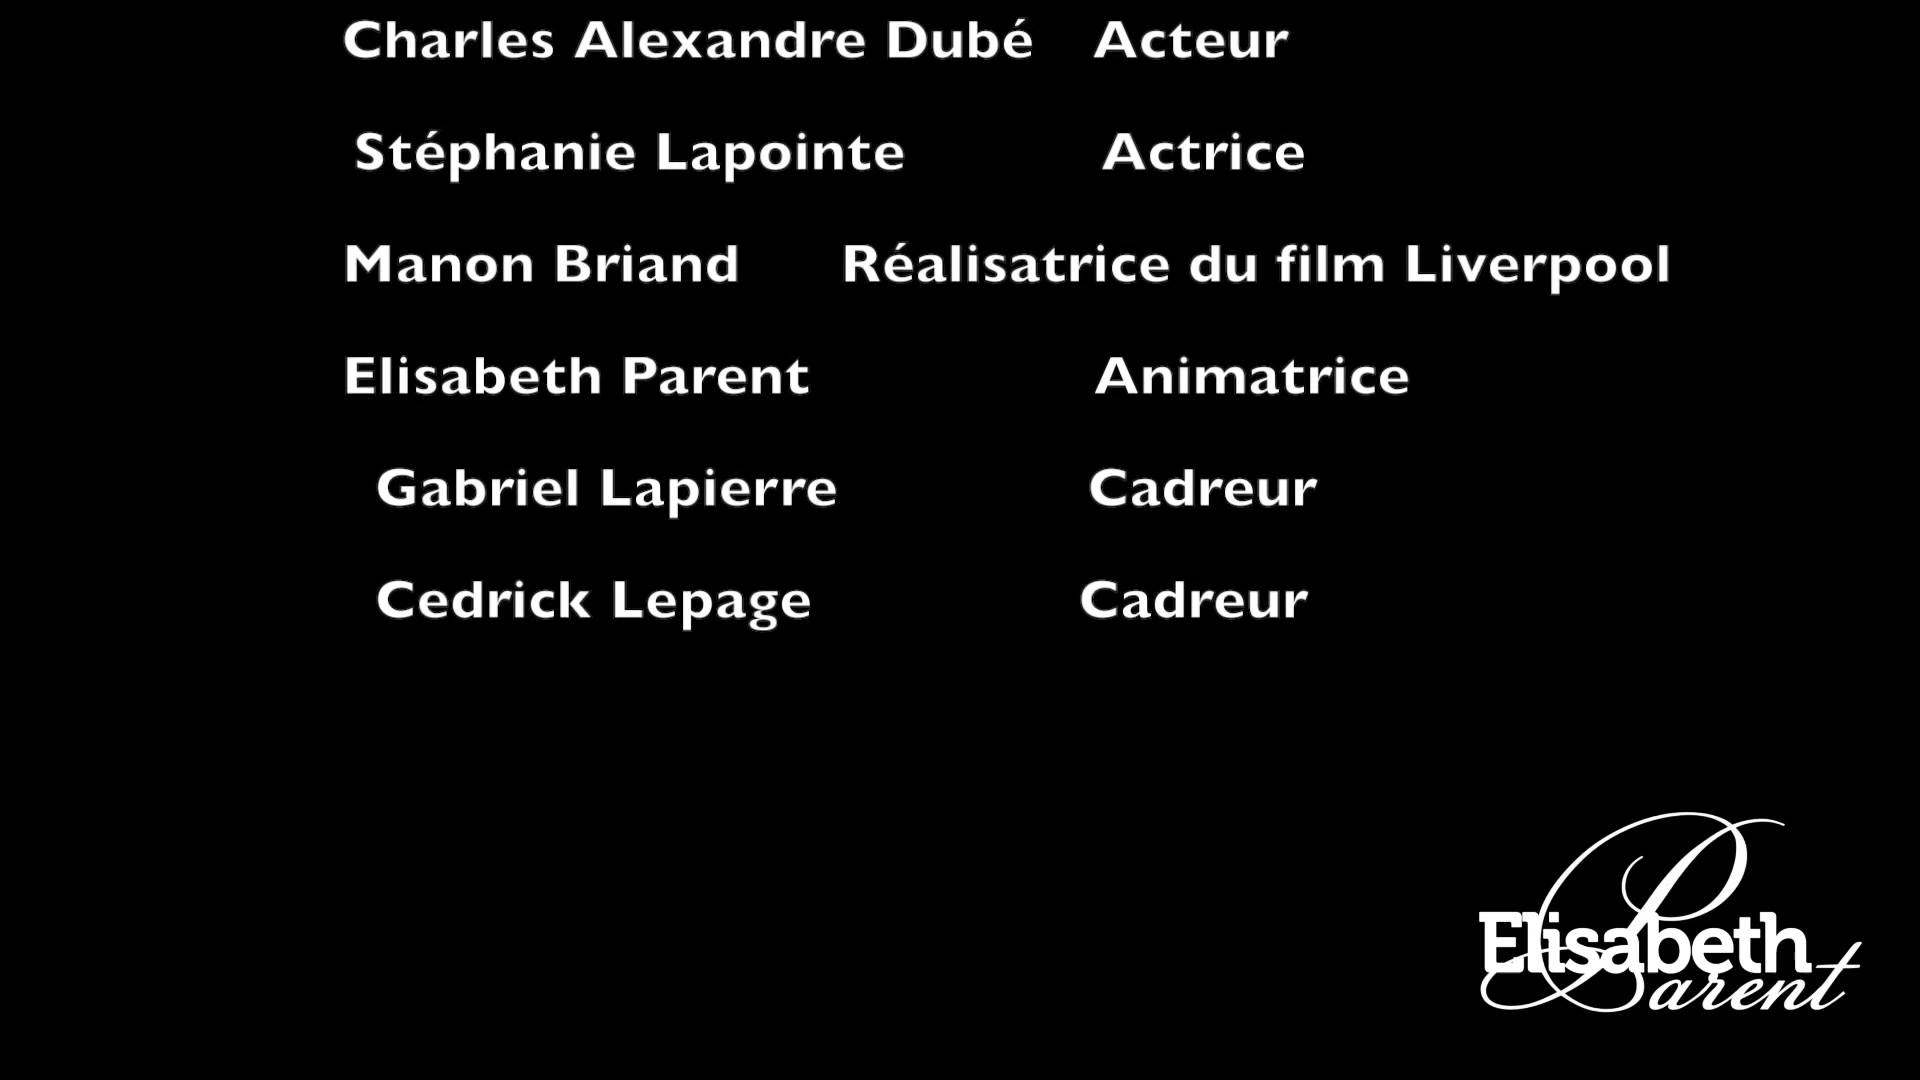 Charles Alexandre Dubé Acteur
Stéphanie Lapointe Actrice
Manon Briand Réalisatrice du film Liverpool
Elisabeth Parent Animatrice
Gabriel Lapierre Cadreur
Cedrick Lepage Cadreur
Elisabeth
Parent